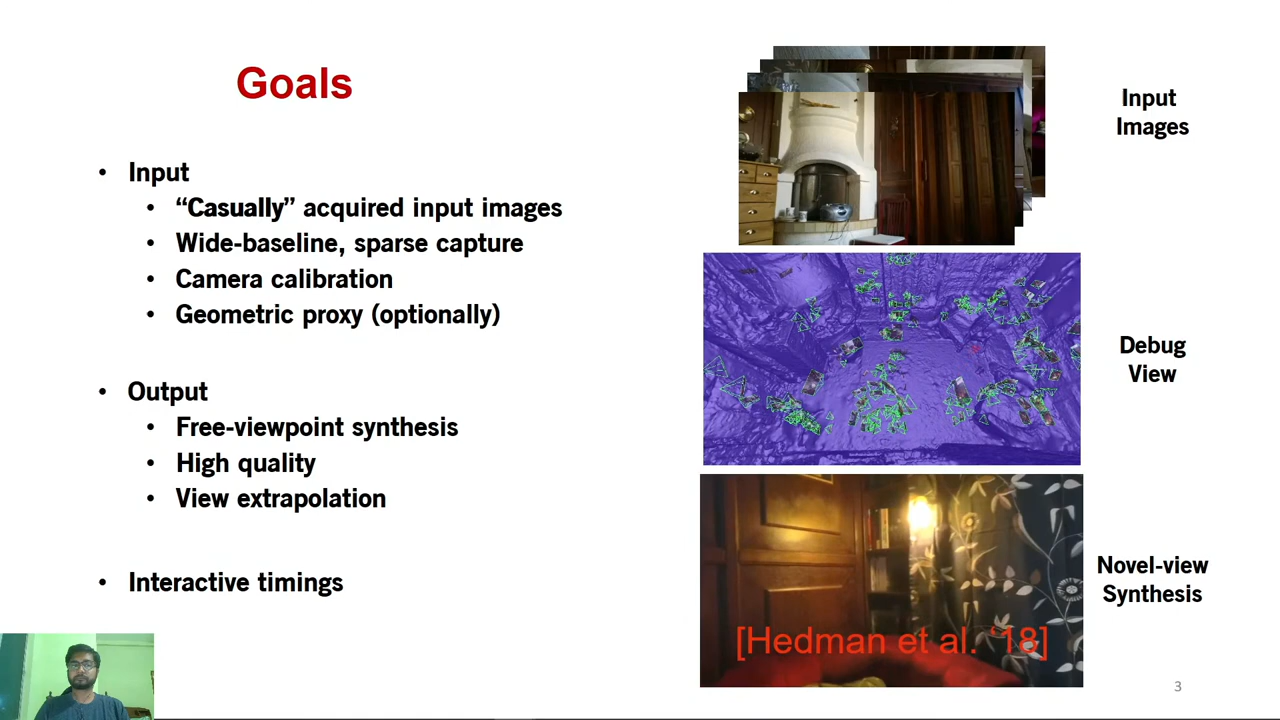 Goals
• Input
• “Casually” acquired input images
• Wide-baseline, sparse capture
• Camera calibration
• Geometric proxy (optionally)
• Output
• Free-viewpoint synthesis
• High quality
• View extrapolation
• Interactive timings
Input
Images
Debug
View
Novel-view
Synthesis
[Hedman et al. ‘18]
3